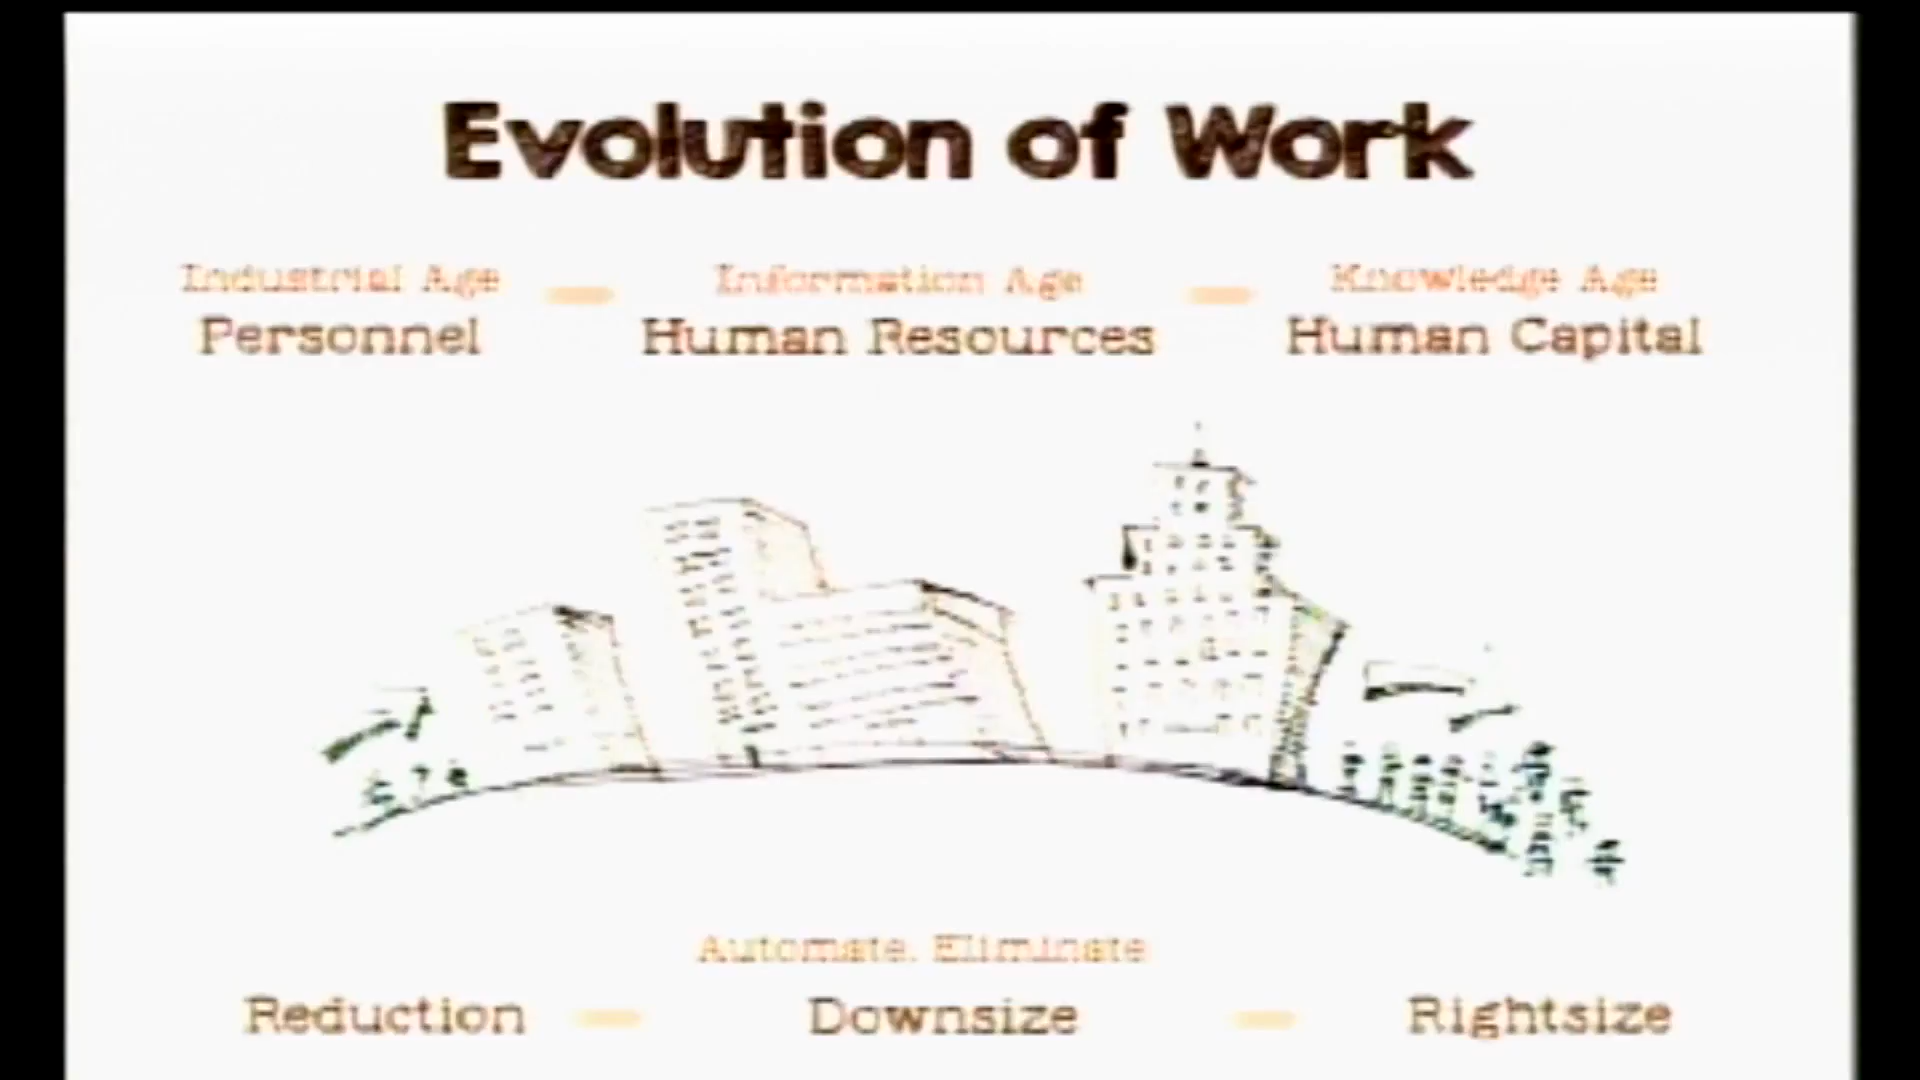 Evolution of Work
Industrial Age – Information Age – Knowledge Age
Personnel Human Resources Human Capital
Automate. Eliminate
Reduction – Downsize – Rightsize